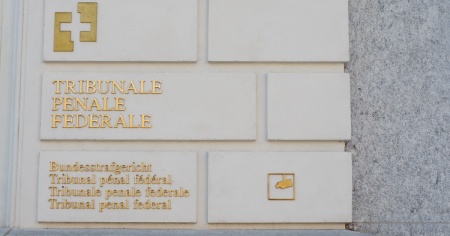 TRIBUNALE
PENALE
FEDERALE
Bundesstrafgericht
Tribunal pénal fédéral
Tribunale penale federale
Tribunal penal federal